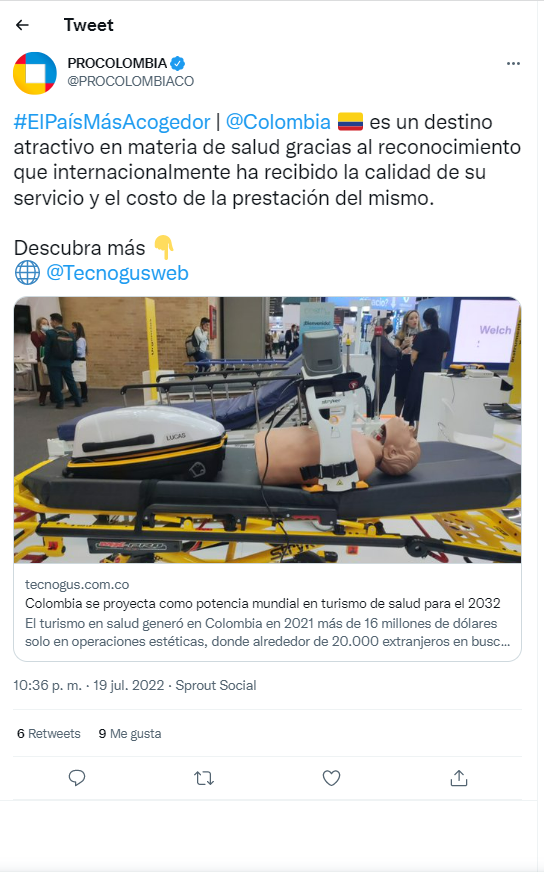 Tweet
PROCOLOMBIA
@PROCOLOMBIACO
#ElPaísMásAcogedor | @Colombia 🇨🇴 es un destino
atractivo en materia de salud gracias al reconocimiento
que internacionalmente ha recibido la calidad de su
servicio y el costo de la prestación del mismo.
Descubra más 👇
🌐 @Tecnogusweb
Welch
stryker
LUCAS
tecnogus.com.co
Colombia se proyecta como potencia mundial en turismo de salud para el 2032
El turismo en salud generó en Colombia en 2021 más de 16 millones de dólares
solo en operaciones estéticas, donde alrededor de 20.000 extranjeros en busc...
10:36 p. m. · 19 jul. 2022 · Sprout Social
6 Retweets 9 Me gusta